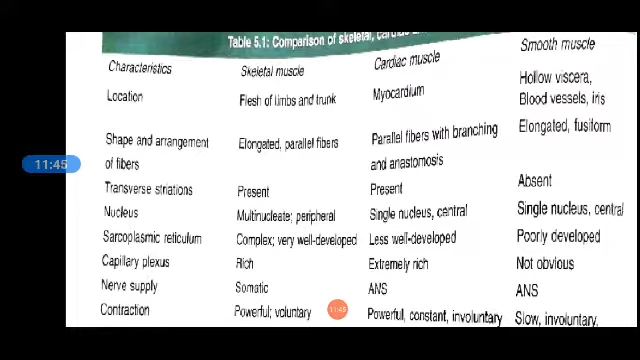 Table 5.1: Comparison of skeletal, cardiac
Characteristics Skeletal muscle Cardiac muscle Smooth muscle
Location Flesh of limbs and trunk Myocardium Hollow viscera,
Blood vessels, iris
Shape and arrangement Elongated, parallel fibers Parallel fibers with branching Elongated, fusiform
of fibers and anastomosis
11:45
Transverse striations Present Present Absent
Nucleus Multinucleate; peripheral Single nucleus, central Single nucleus, central
Sarcoplasmic reticulum Complex; very well-developed Less well-developed Poorly developed
Capillary plexus Rich Extremely rich Not obvious
Nerve supply Somatic ANS ANS
Contraction Powerful; voluntary 11:45 Powerful, constant, involuntary Slow, involuntary,